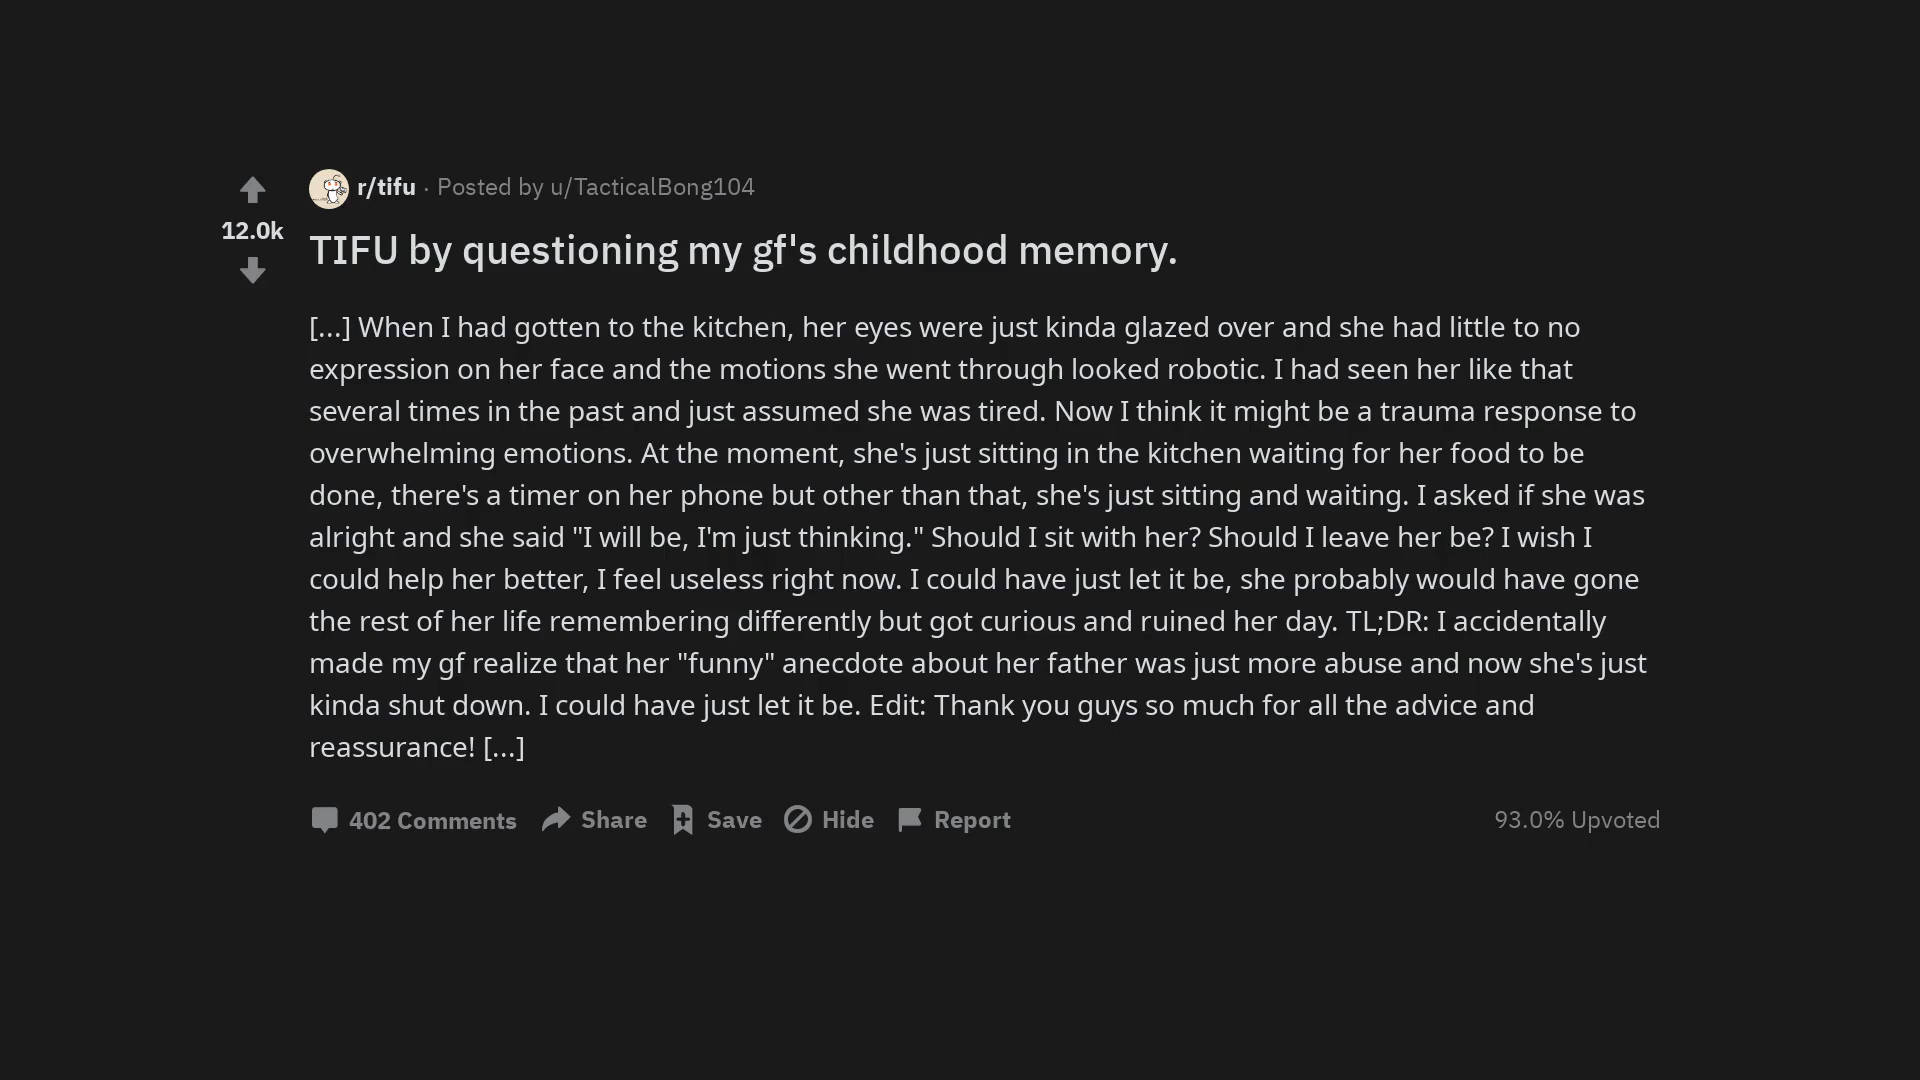 r/tifu · Posted by u/TacticalBong104
12.0k
TIFU by questioning my gf's childhood memory.
[...] When I had gotten to the kitchen, her eyes were just kinda glazed over and she had little to no
expression on her face and the motions she went through looked robotic. I had seen her like that
several times in the past and just assumed she was tired. Now I think it might be a trauma response to
overwhelming emotions. At the moment, she's just sitting in the kitchen waiting for her food to be
done, there's a timer on her phone but other than that, she's just sitting and waiting. I asked if she was
alright and she said "I will be, I'm just thinking." Should I sit with her? Should I leave her be? I wish I
could help her better, I feel useless right now. I could have just let it be, she probably would have gone
the rest of her life remembering differently but got curious and ruined her day. TL;DR: I accidentally
made my gf realize that her "funny" anecdote about her father was just more abuse and now she's just
kinda shut down. I could have just let it be. Edit: Thank you guys so much for all the advice and
reassurance! [...]
402 Comments Share Save Hide Report 93.0% Upvoted